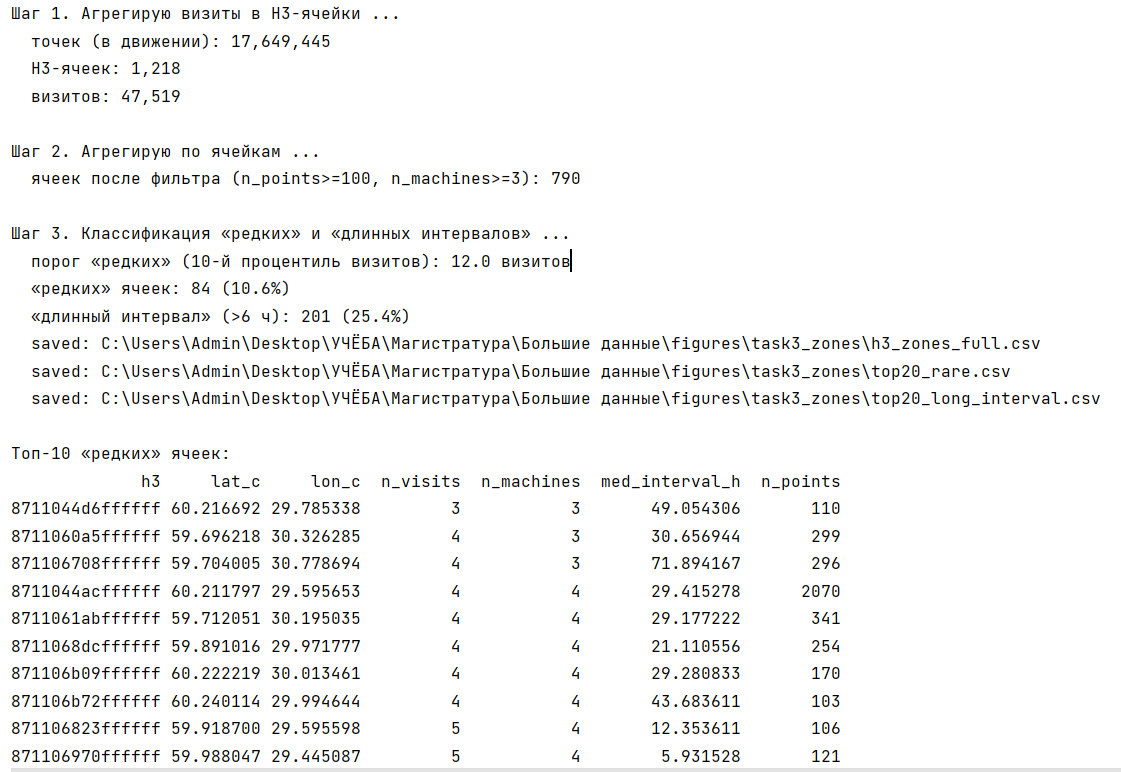 Шаг 1. Агрегирую визиты в H3-ячейки ...
точек (в движении): 17,649,445
H3-ячеек: 1,218
визитов: 47,519
Шаг 2. Агрегирую по ячейкам ...
ячеек после фильтра (n_points>=100, n_machines>=3): 790
Шаг 3. Классификация «редких» и «длинных интервалов» ...
порог «редких» (10-й процентиль визитов): 12.0 визитов
«редких» ячеек: 84 (10.6%)
«длинный интервал» (>6 ч): 201 (25.4%)
saved: C:\Users\Admin\Desktop\УЧЁБА\Магистратура\Большие данные\figures\task3_zones\h3_zones_full.csv
saved: C:\Users\Admin\Desktop\УЧЁБА\Магистратура\Большие данные\figures\task3_zones\top20_rare.csv
saved: C:\Users\Admin\Desktop\УЧЁБА\Магистратура\Большие данные\figures\task3_zones\top20_long_interval.csv
Топ-10 «редких» ячеек:
h3 lat_c lon_c n_visits n_machines med_interval_h n_points
8711044d6ffffff 60.216692 29.785338 3 3 49.054306 110
8711060a5ffffff 59.696218 30.326285 4 3 30.656944 299
871106708ffffff 59.704005 30.778694 4 3 71.894167 296
8711044acffffff 60.211797 29.595653 4 4 29.415278 2070
8711061abffffff 59.712051 30.195035 4 4 29.177222 341
8711068dcffffff 59.891016 29.971777 4 4 21.110556 254
871106b09ffffff 60.222219 30.013461 4 4 29.280833 170
871106b72ffffff 60.240114 29.994644 4 4 43.683611 103
871106823ffffff 59.918700 29.595598 5 4 12.353611 106
871106970ffffff 59.988047 29.445087 5 4 5.931528 121